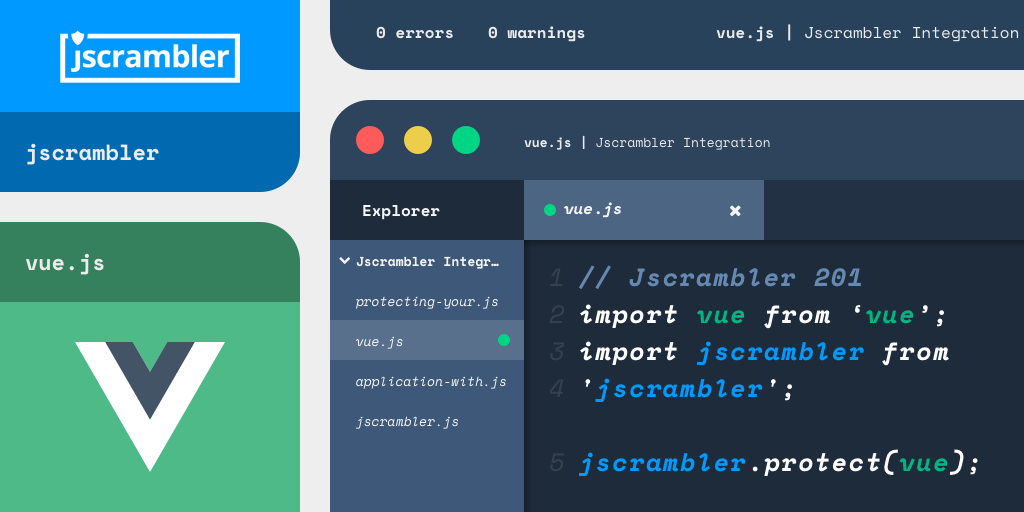 jscrambler
jscrambler
vue.js
0 errors 0 warnings vue.js | Jscrambler Integration
vue.js | Jscrambler Integration
Explorer
vue.js ×
Jscrambler Integr…
protecting-your.js
vue.js
application-with.js
jscrambler.js
1 // Jscrambler 201
2 import vue from ‘vue’;
3 import jscrambler from
4 'jscrambler';
5 jscrambler.protect(vue);